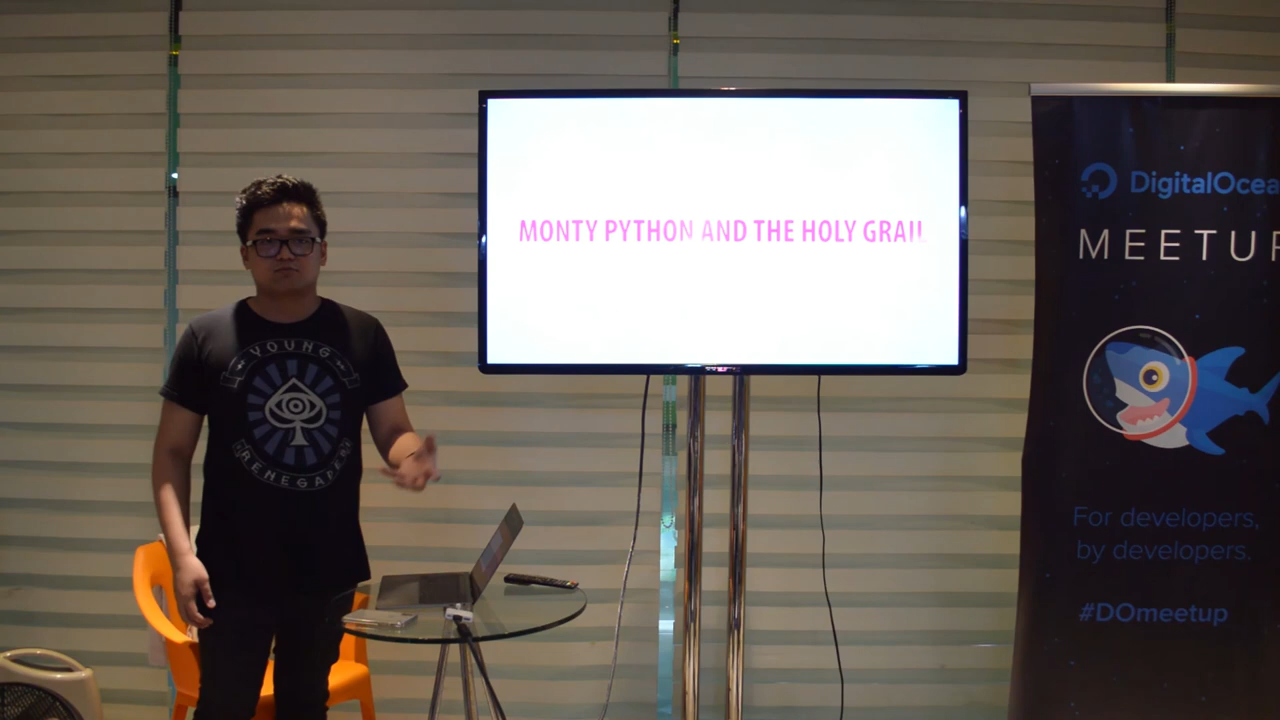 MONTY PYTHON AND THE HOLY GRAIL
YOUNG
RENEGADE
DigitalOcea
MEETUP
For developers,
by developers.
#DOmeetup